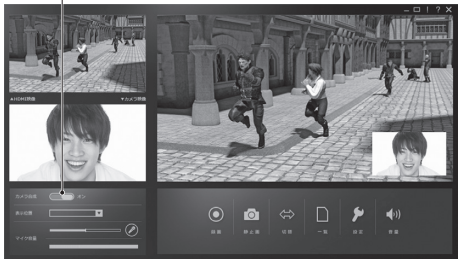 ▲HDMI映像 ▼カメラ映像
カメラ合成 オン
表示位置
マイク音量
録画 静止画 切替 一覧 設定 音量